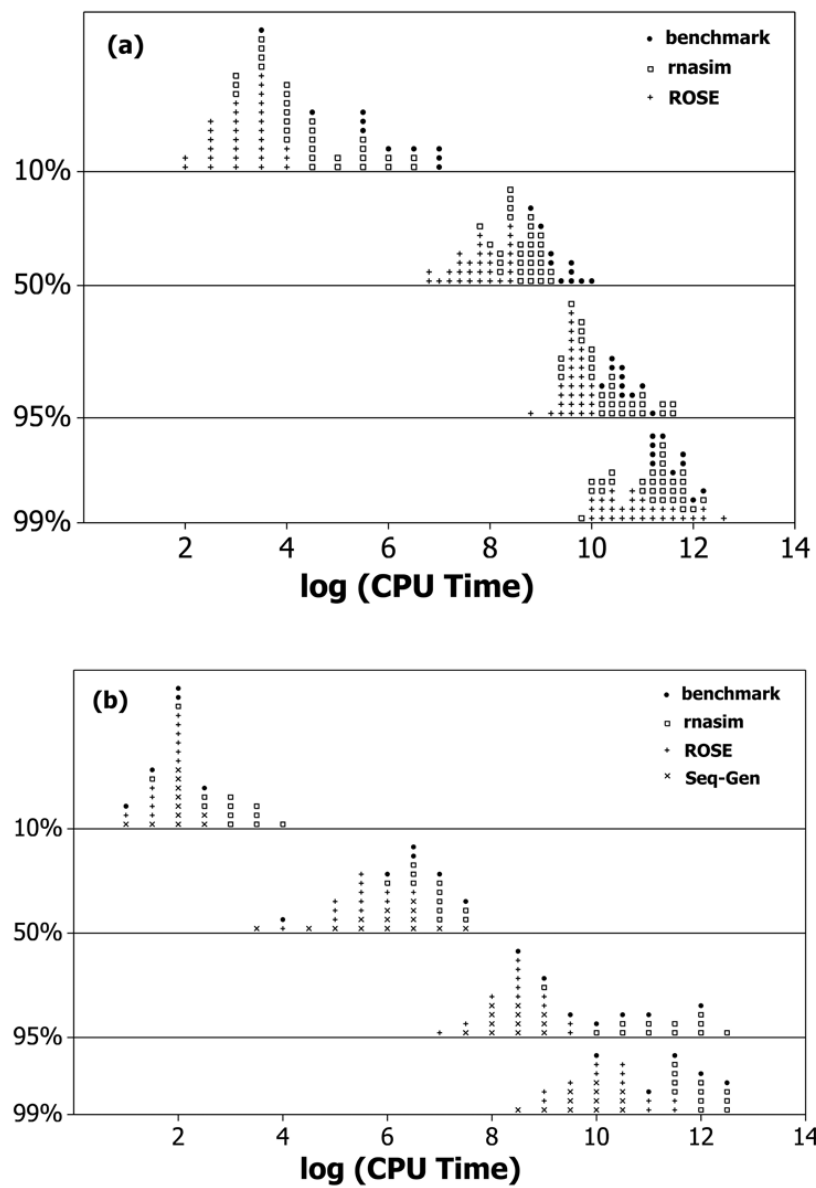 (a)
benchmark
rnasim
ROSE
10%
50%
95%
99%
2 4 6 8 10 12 14
log (CPU Time)
(b)
benchmark
rnasim
ROSE
Seq-Gen
10%
50%
95%
99%
2 4 6 8 10 12 14
log (CPU Time)